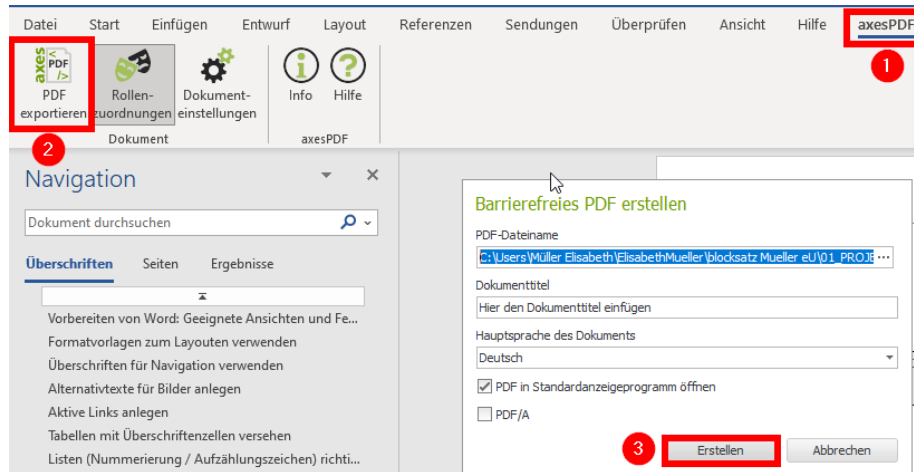 Datei Start Einfügen Entwurf Layout Referenzen Sendungen Überprüfen Ansicht Hilfe axesPDF
1
axes PDF
PDF exportieren
Rollen-zuordnungen
Dokument-einstellungen
Info
Hilfe
2
Dokument
axesPDF
Navigation
Dokument durchsuchen
Überschriften Seiten Ergebnisse
Vorbereiten von Word: Geeignete Ansichten und Fe...
Formatvorlagen zum Layouten verwenden
Überschriften für Navigation verwenden
Alternativtexte für Bilder anlegen
Aktive Links anlegen
Tabellen mit Überschriftenzellen versehen
Listen (Nummerierung / Aufzählungszeichen) richti...
Barrierefreies PDF erstellen
PDF-Dateiname
C:\Users\Müller Elisabeth\ElisabethMueller\blocksatz Mueller eU\01_PROJE ...
Dokumenttitel
Hier den Dokumenttitel einfügen
Hauptsprache des Dokuments
Deutsch
PDF in Standardanzeigeprogramm öffnen
PDF/A
3
Erstellen Abbrechen